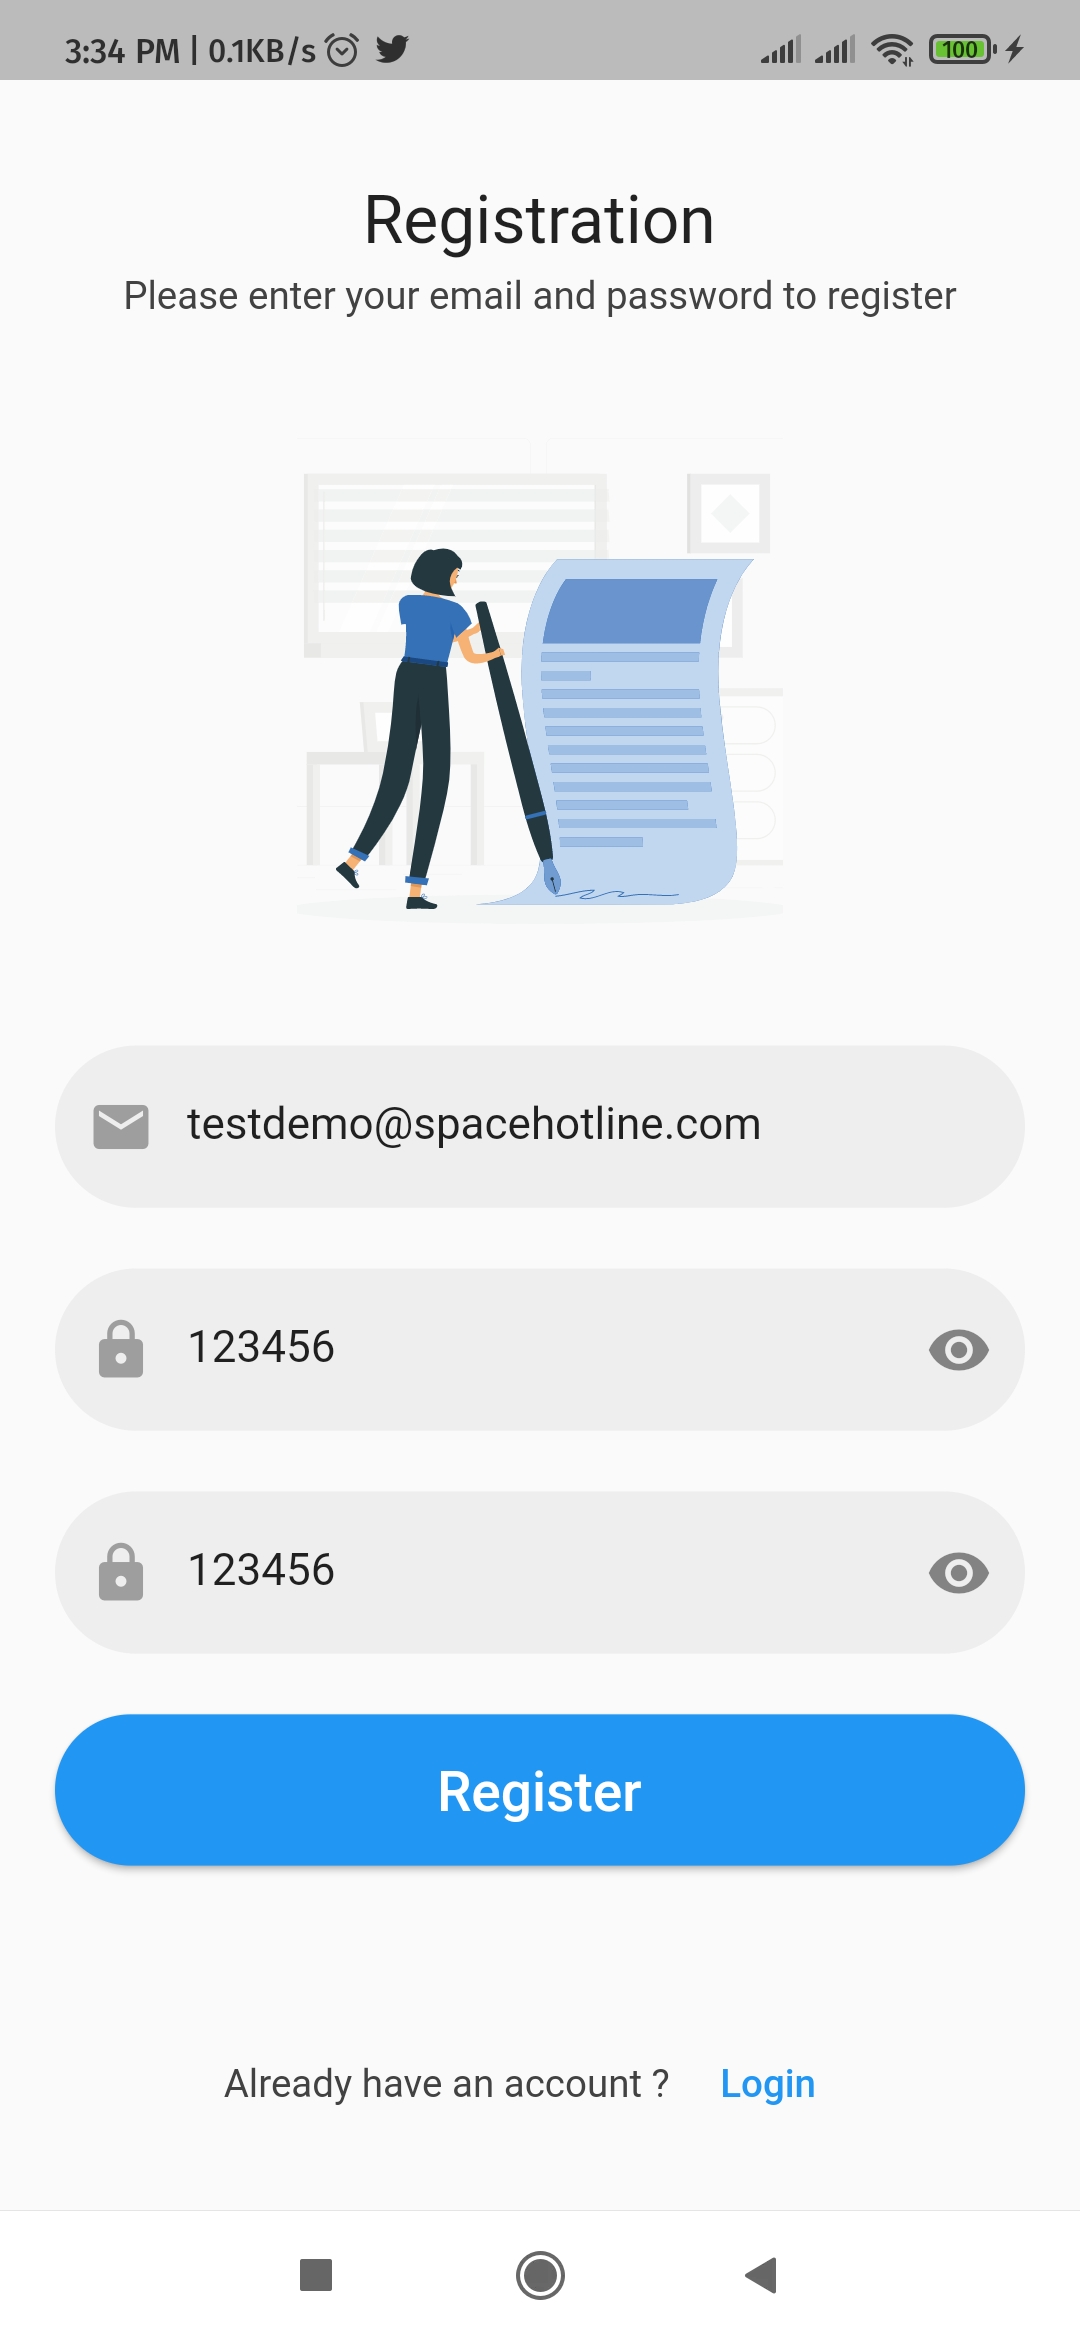 3:34 PM | 0.1KB/s 100
Registration
Please enter your email and password to register
testdemo@spacehotline.com
123456
123456
Register
Already have an account ? Login